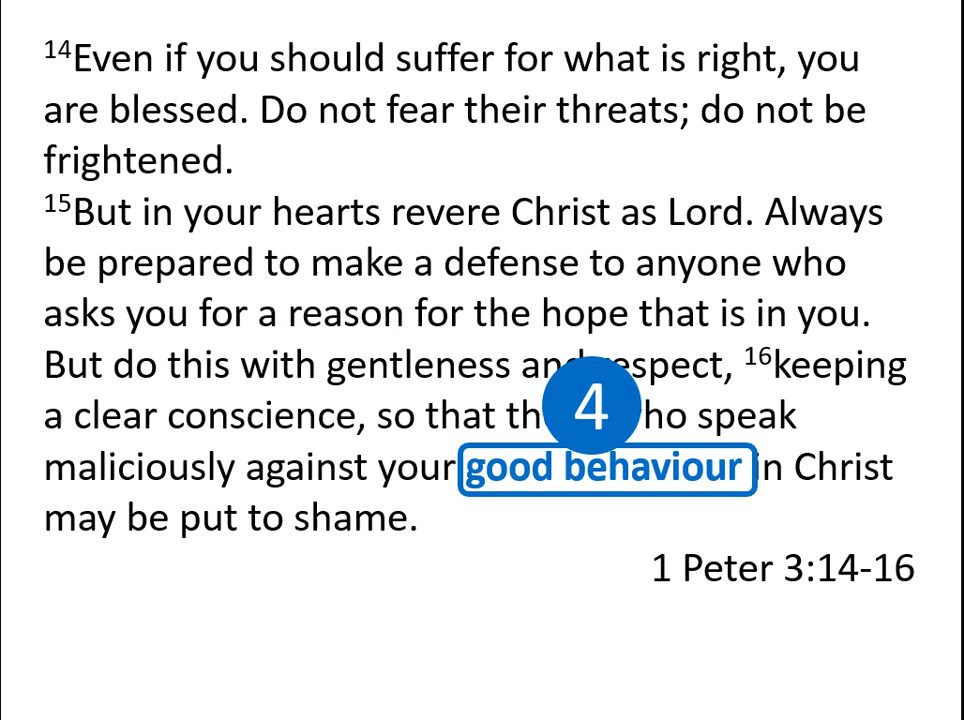 14Even if you should suffer for what is right, you
are blessed. Do not fear their threats; do not be
frightened.
15But in your hearts revere Christ as Lord. Always
be prepared to make a defense to anyone who
asks you for a reason for the hope that is in you.
But do this with gentleness and respect, 16keeping
a clear conscience, so that who speak
4
maliciously against your good behaviour in Christ
may be put to shame.
1 Peter 3:14-16